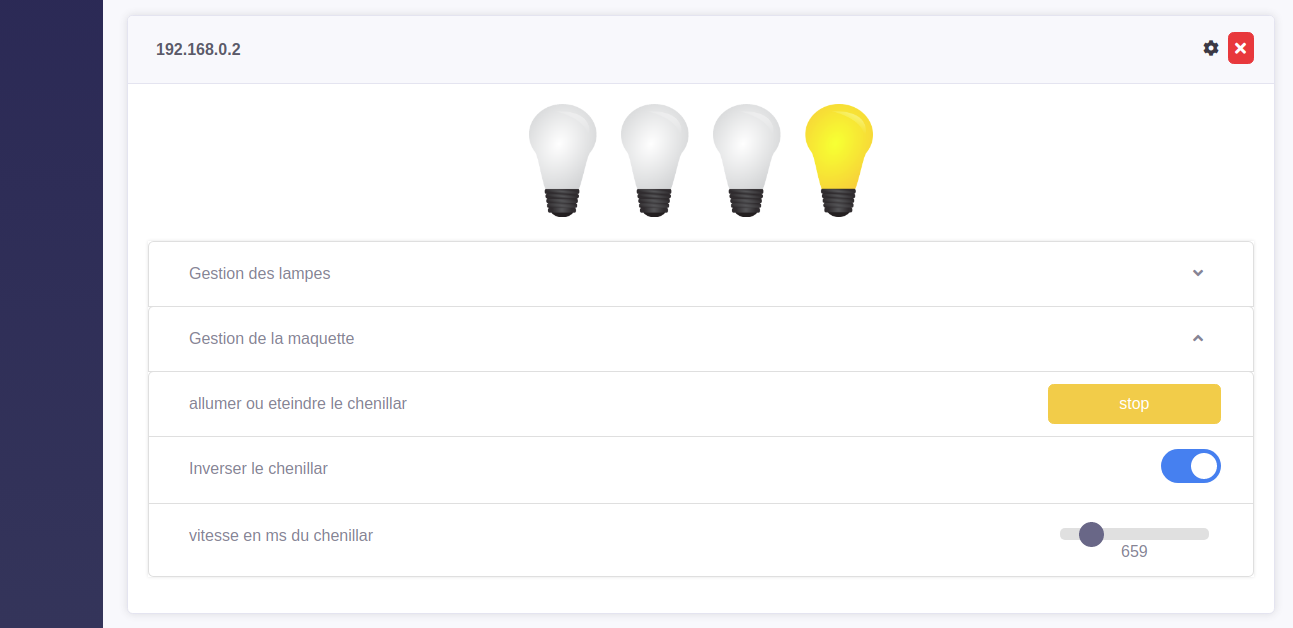 192.168.0.2
Gestion des lampes
Gestion de la maquette
allumer ou eteindre le chenillar
stop
Inverser le chenillar
vitesse en ms du chenillar
659